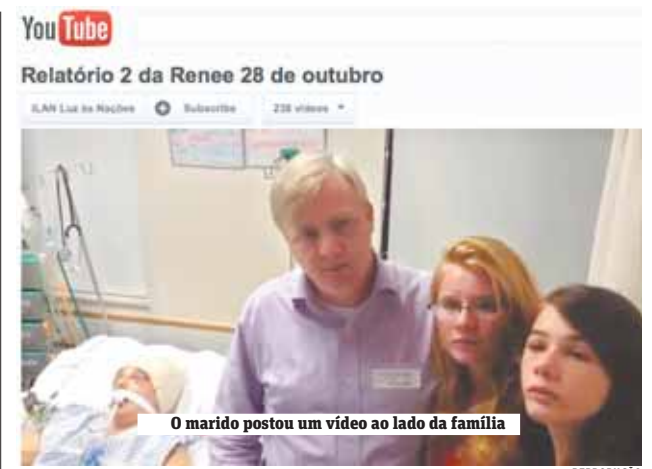 YouTube
Relatório 2 da Renee 28 de outubro
ILAN Luz às Nações Subscribe 238 vídeos
O marido postou um vídeo ao lado da família